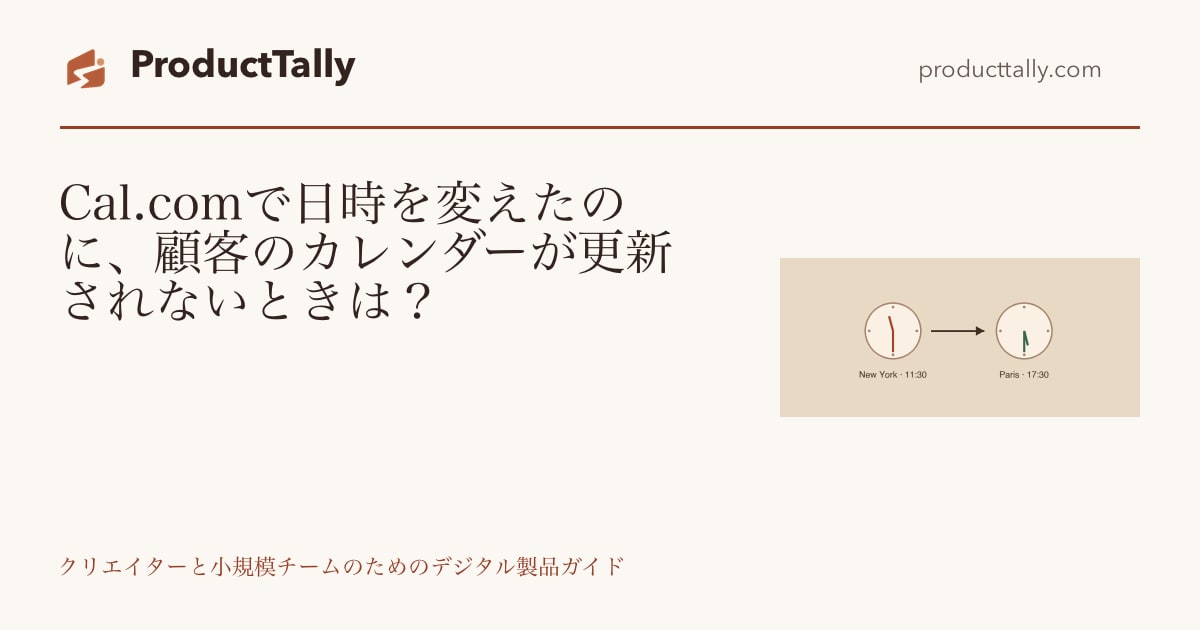 ProductTally
producttally.com
Cal.comで日時を変えたの
に、顧客のカレンダーが更新
されないときは？
New York · 11:30
Paris · 17:30
クリエイターと小規模チームのためのデジタル製品ガイド